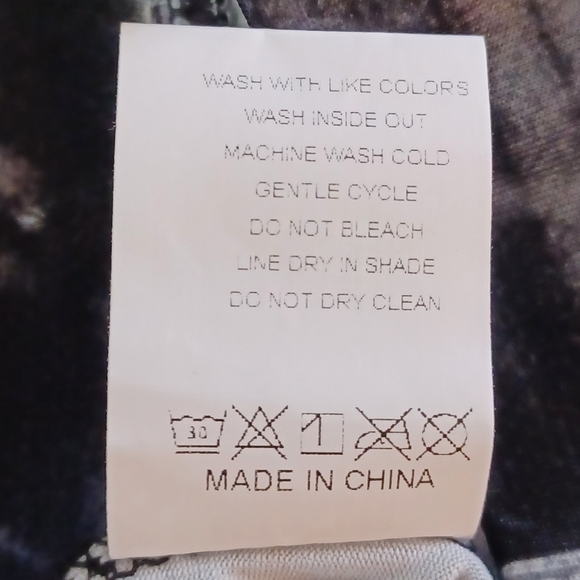 WASH WITH LIKE COLORS
WASH INSIDE OUT
MACHINE WASH COLD
GENTLE CYCLE
DO NOT BLEACH
LINE DRY IN SHADE
DO NOT DRY CLEAN
30
MADE IN CHINA